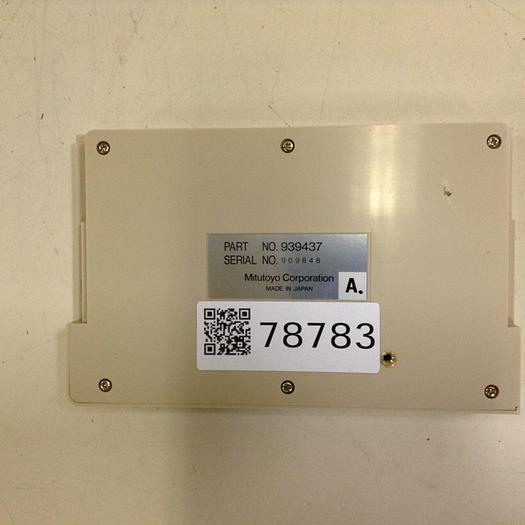 PART NO. 939437
SERIAL NO. 909848
Mitutoyo Corporation
MADE IN JAPAN
A.
78783